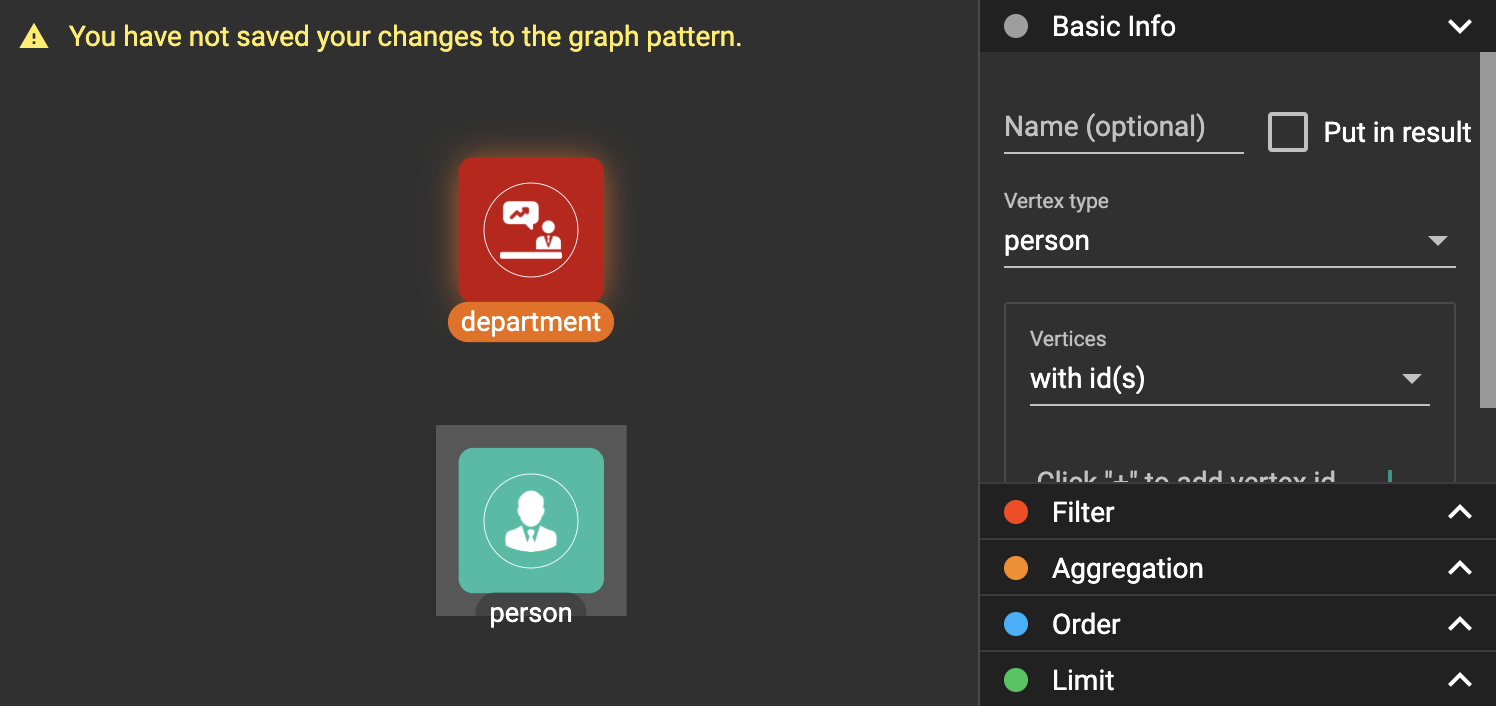 You have not saved your changes to the graph pattern.
department
person
Basic Info
Name (optional)
Put in result
Vertex type
person
Vertices
with id(s)
Click "+" to add vertex id
Filter
Aggregation
Order
Limit